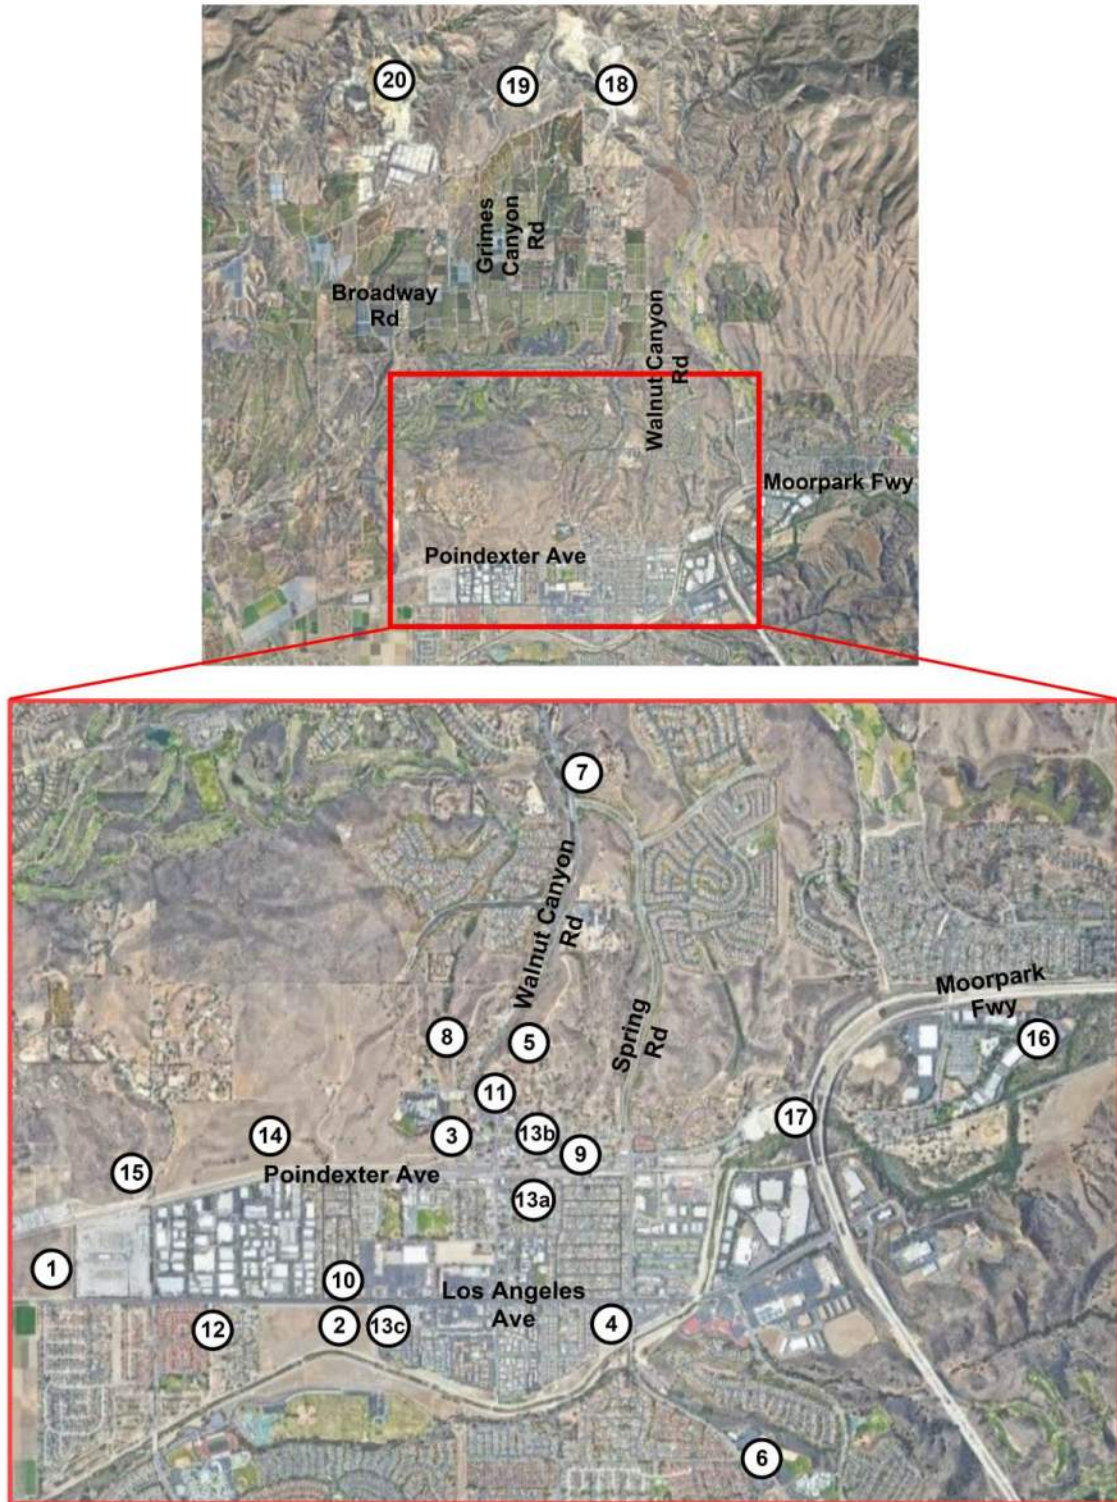 20
19
18
Grimes
Canyon
Rd
Broadway
Rd
Walnut Canyon
Rd
Moorpark Fwy
Poindexter Ave
7
Walnut Canyon
Rd
Moorpark
Fwy
Spring
Rd
8
5
16
11
17
14
3
13b
9
15
Poindexter Ave
13a
1
10
Los Angeles
Ave
12
2
13c
4
6